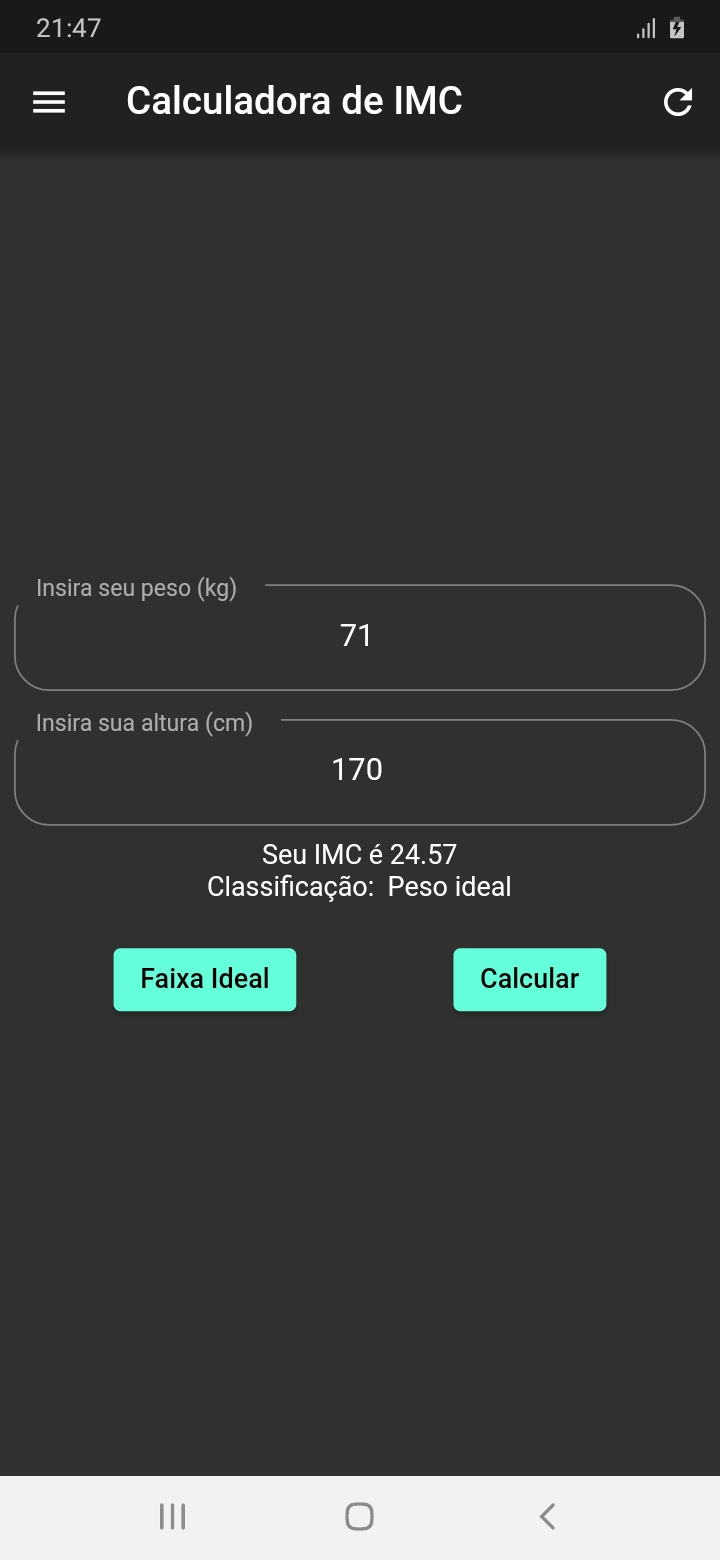 21:47
Calculadora de IMC
Insira seu peso (kg)
71
Insira sua altura (cm)
170
Seu IMC é 24.57
Classificação:  Peso ideal
Faixa Ideal
Calcular